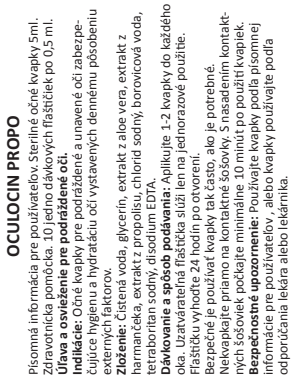 OCULOCIN PROPO
Písomná informácia pre používateľov. Sterilné očné kvapky 5ml.
Zdravotnícka pomôcka. 10 jedno dávkových fľaštičiek po 0,5 ml.
Úľava a osvieženie pre podráždené oči.
Indikácie: Očné kvapky pre podráždené a unavené oči zabezpe-
čujúce hygienu a hydratáciu očí vystavených dennému pôsobeniu
externých faktorov.
Zloženie: Čistená voda, glycerín, extrakt z aloe vera, extrakt z
harmančeka, extrakt z propolisu, chlorid sodný, borovicová voda,
tetraboritan sodný, disodium EDTA.
Dávkovanie a spôsob podávania: Aplikujte 1-2 kvapky do každého
oka. Uzatvárateľná fľaštička slúži len na jednorazové použitie.
Fľaštičku vyhoďte 24 hodín po otvorení.
Bezpečné je používať kvapky tak často, ako je potrebné.
Nekvapkajte priamo na kontaktné šošovky. S nasadením kontakt-
ných šošoviek počkajte minimálne 10 minút po použití kvapiek.
Bezpečnostné upozornenie: Používajte kvapky podľa písomnej
informácie pre používateľov , alebo kvapky používajte podľa
odporúčania lekára alebo lekárnika.